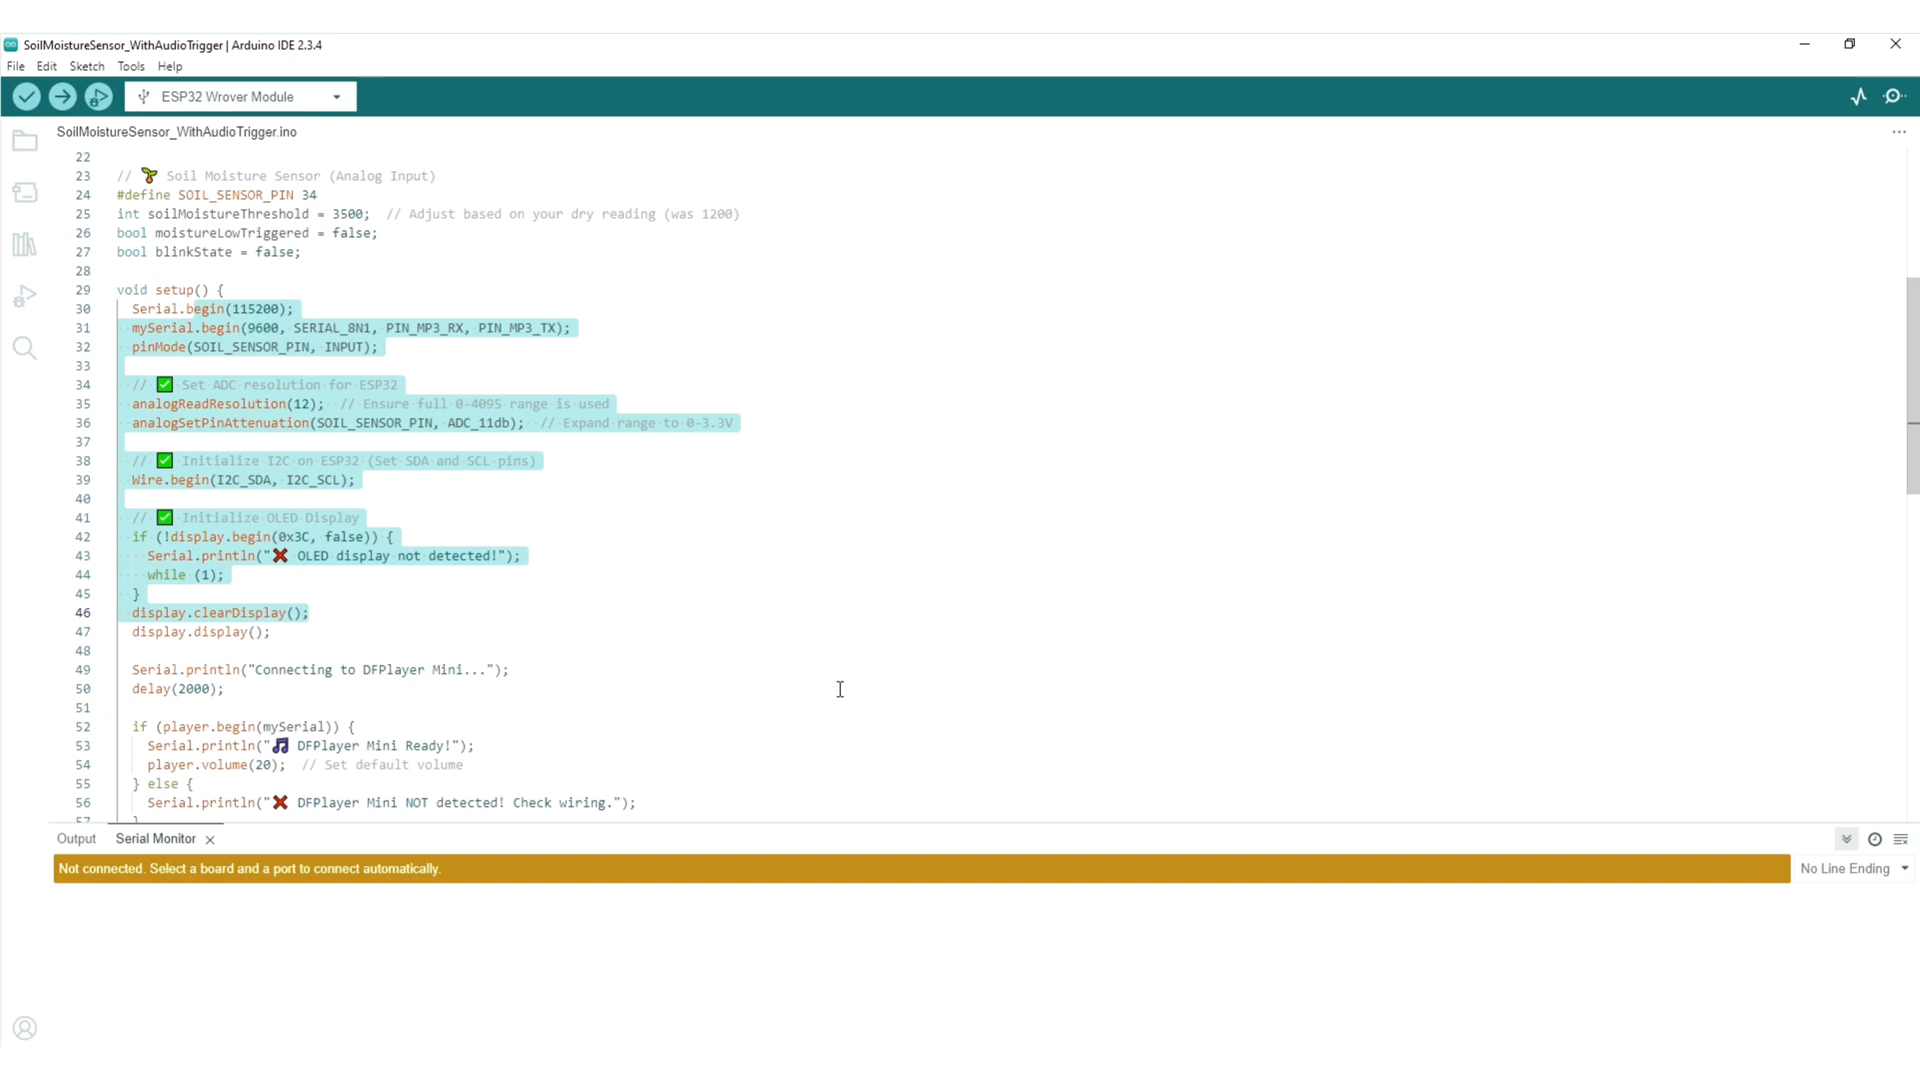 SoilMoistureSensor_WithAudioTrigger | Arduino IDE 2.3.4
File Edit Sketch Tools Help
ESP32 Wrover Module
SoilMoistureSensor_WithAudioTrigger.ino
22
23 // 🌱 Soil Moisture Sensor (Analog Input)
24 #define SOIL_SENSOR_PIN 34
25 int soilMoistureThreshold = 3500;  // Adjust based on your dry reading (was 1200)
26 bool moistureLowTriggered = false;
27 bool blinkState = false;
28
29 void setup() {
30 Serial.begin(115200);
31 mySerial.begin(9600, SERIAL_8N1, PIN_MP3_RX, PIN_MP3_TX);
32 pinMode(SOIL_SENSOR_PIN, INPUT);
33
34 // ✅ Set ADC resolution for ESP32
35 analogReadResolution(12);  // Ensure full 0-4095 range is used
36 analogSetPinAttenuation(SOIL_SENSOR_PIN, ADC_11db);  // Expand range to 0-3.3V
37
38 // ✅ Initialize I2C on ESP32 (Set SDA and SCL pins)
39 Wire.begin(I2C_SDA, I2C_SCL);
40
41 // ✅ Initialize OLED Display
42 if (!display.begin(0x3C, false)) {
43 Serial.println("❌ OLED display not detected!");
44 while (1);
45 }
46 display.clearDisplay();
47 display.display();
48
49 Serial.println("Connecting to DFPlayer Mini...");
50 delay(2000);
51
52 if (player.begin(mySerial)) {
53 Serial.println("🎵 DFPlayer Mini Ready!");
54 player.volume(20);  // Set default volume
55 } else {
56 Serial.println("❌ DFPlayer Mini NOT detected! Check wiring.");
57 }
Output Serial Monitor
Not connected. Select a board and a port to connect automatically.
No Line Ending